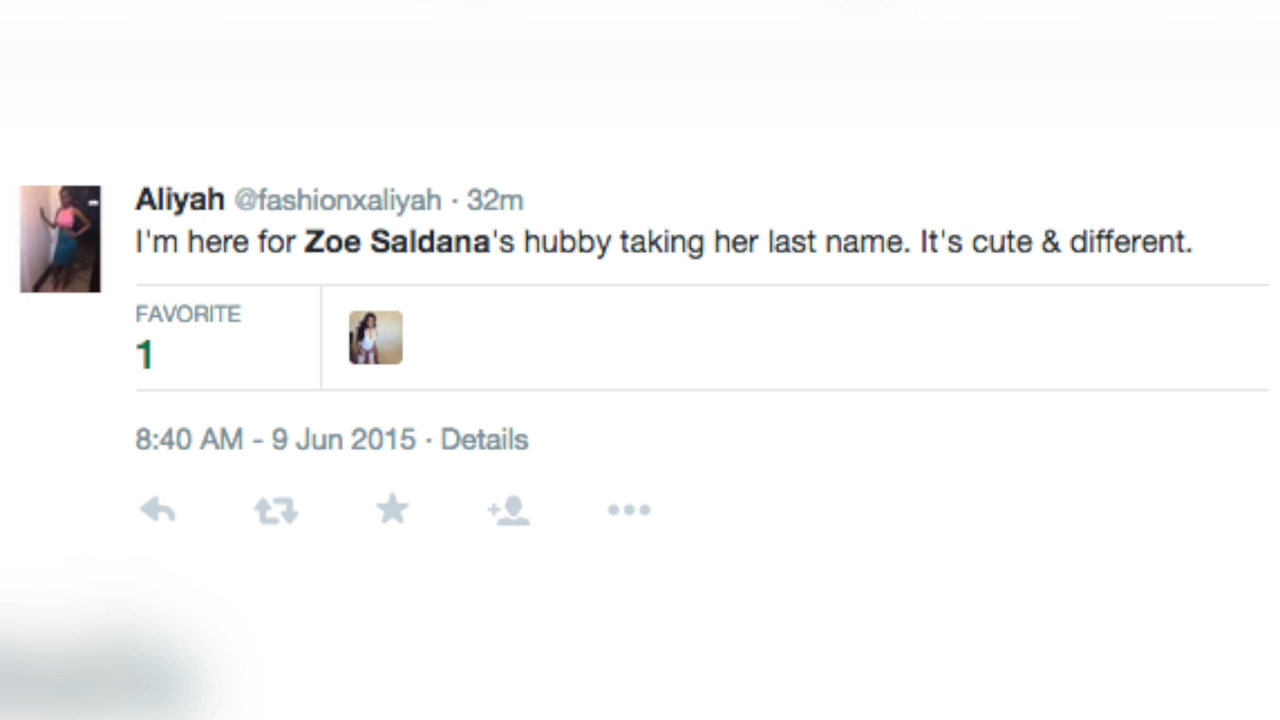 Aliyah @fashionxaliyah · 32m
I'm here for Zoe Saldana's hubby taking her last name. It's cute & different.
FAVORITE
1
8:40 AM - 9 Jun 2015 · Details